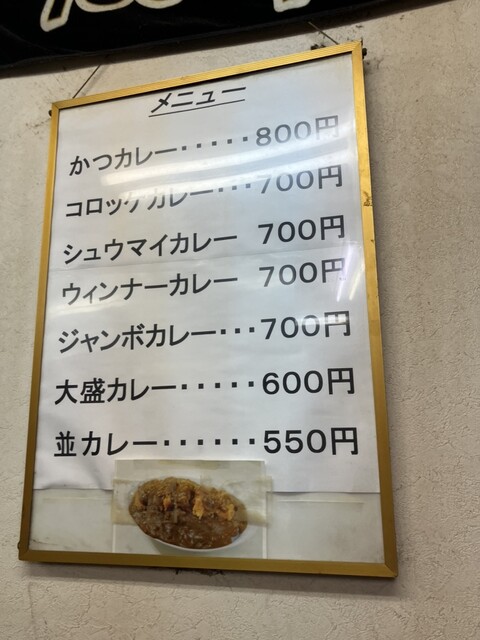 メニュー
かつカレー・・・・・800円
コロッケカレー・・・700円
シュウマイカレー 700円
ウィンナーカレー 700円
ジャンボカレー・・・700円
大盛カレー・・・・・600円
並カレー・・・・・・550円